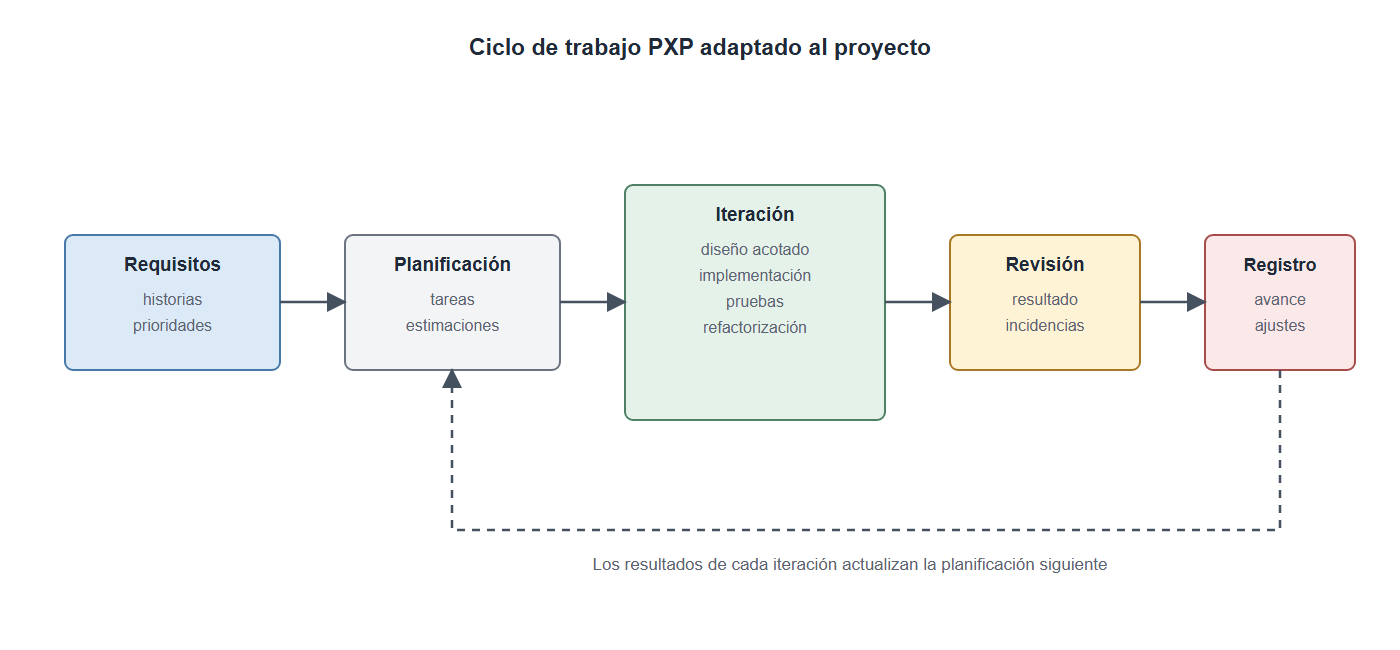 Ciclo de trabajo PXP adaptado al proyecto
Requisitos
historias
prioridades
Planificación
tareas
estimaciones
Iteración
diseño acotado
implementación
pruebas
refactorización
Revisión
resultado
incidencias
Registro
avance
ajustes
Los resultados de cada iteración actualizan la planificación siguiente